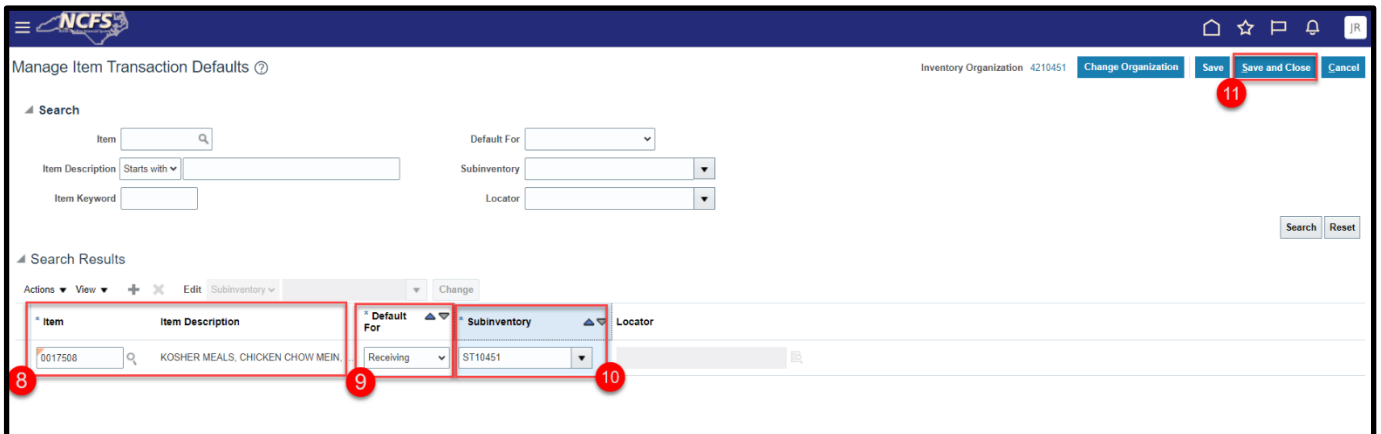 NCFS
JR
Manage Item Transaction Defaults
Inventory Organization 4210451 Change Organization Save Save and Close Cancel
11
Search
Item Default For
Item Description Starts with Subinventory
Item Keyword Locator
Search Reset
Search Results
Actions View Edit Subinventory Change
* Item Item Description * Default For * Subinventory Locator
0017508 KOSHER MEALS, CHICKEN CHOW MEIN, ... Receiving ST10451
8 9 10